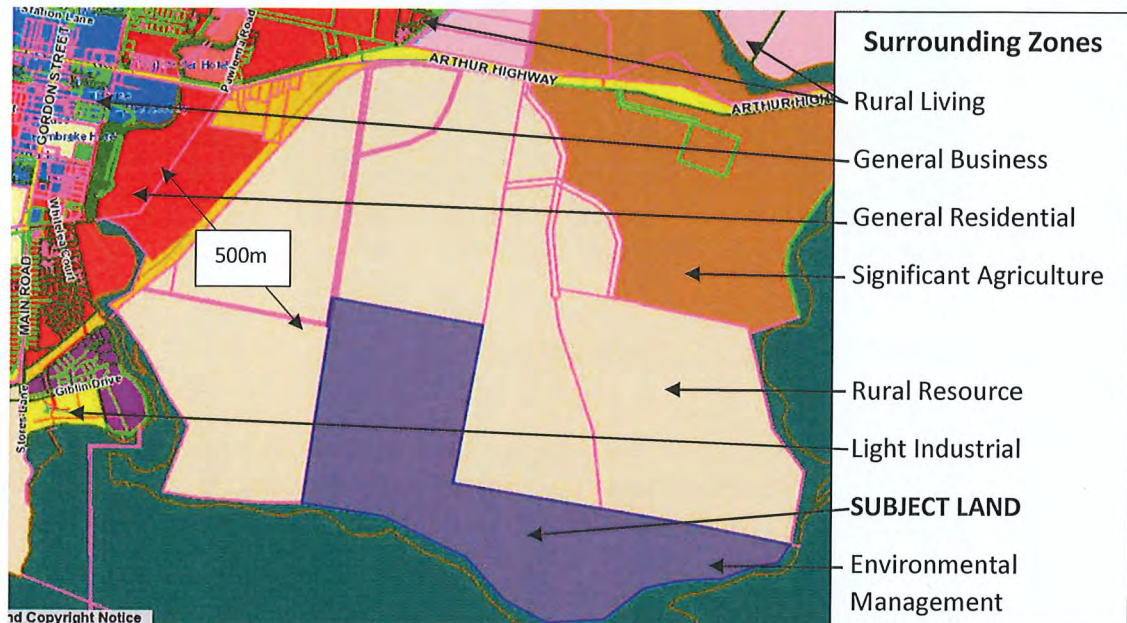 Station Lane
GORDON STREET
Pawleena Road
ARTHUR HIGHWAY
ARTHUR HIGH
Whitelea Court
500m
MAIN ROAD
Giblin Drive
Stores Lane
nd Copyright Notice
Surrounding Zones
Rural Living
General Business
General Residential
Significant Agriculture
Rural Resource
Light Industrial
SUBJECT LAND
Environmental
Management